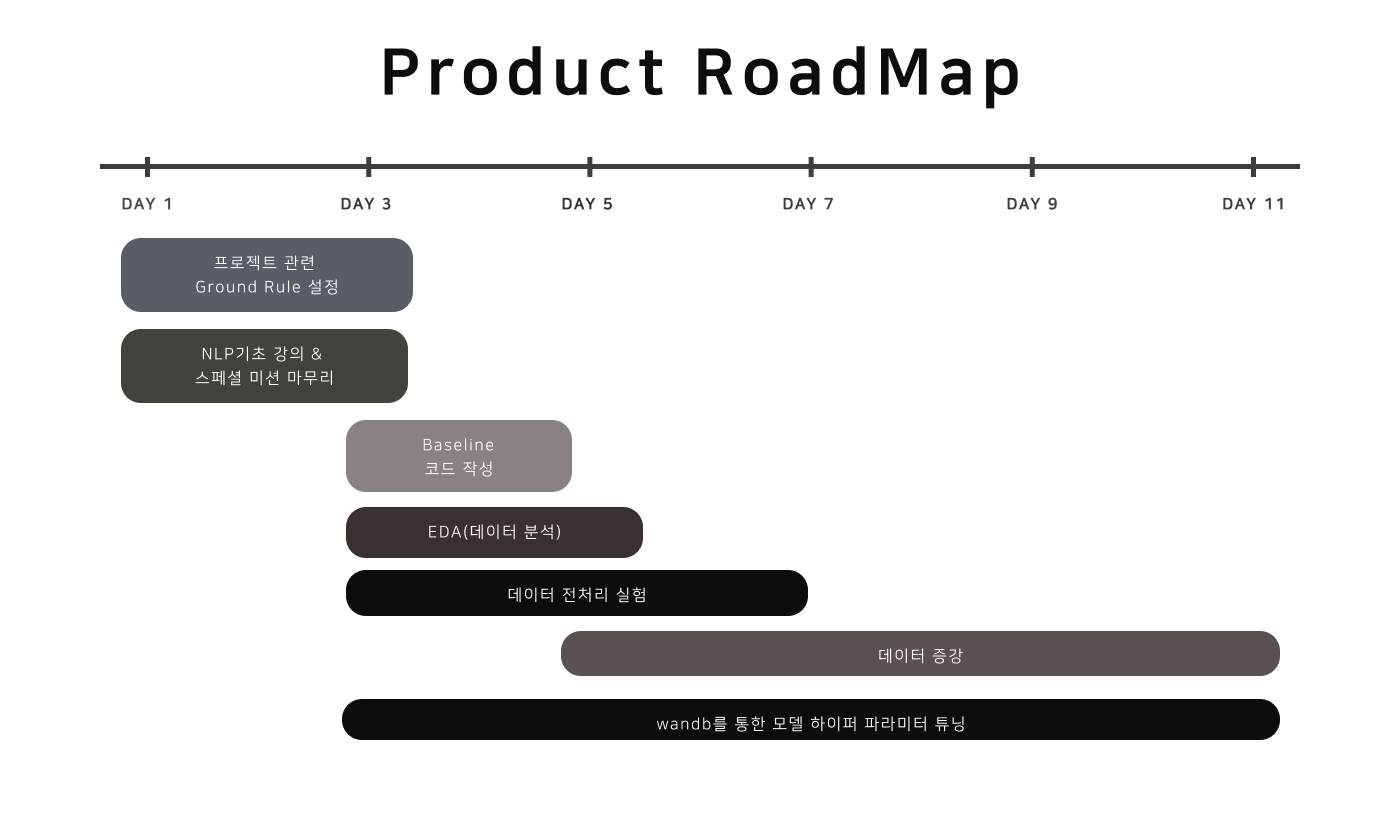 Product RoadMap
DAY 1
DAY 3
DAY 5
DAY 7
DAY 9
DAY 11
프로젝트 관련
Ground Rule 설정
NLP기초 강의 &
스페셜 미션 마무리
Baseline
코드 작성
EDA(데이터 분석)
데이터 전처리 실험
데이터 증강
wandb를 통한 모델 하이퍼 파라미터 튜닝